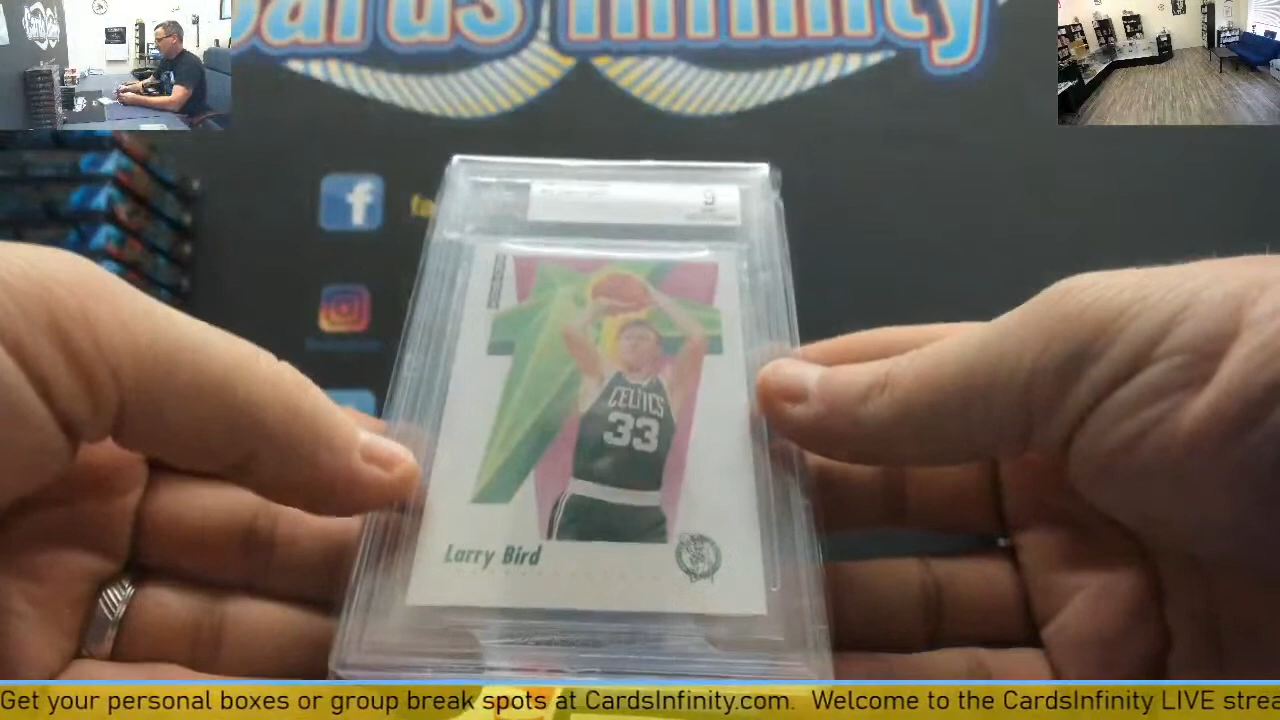 Cards Infinity
9
CELTICS
33
Larry Bird
Get your personal boxes or group break spots at CardsInfinity.com. Welcome to the CardsInfinity LIVE strea